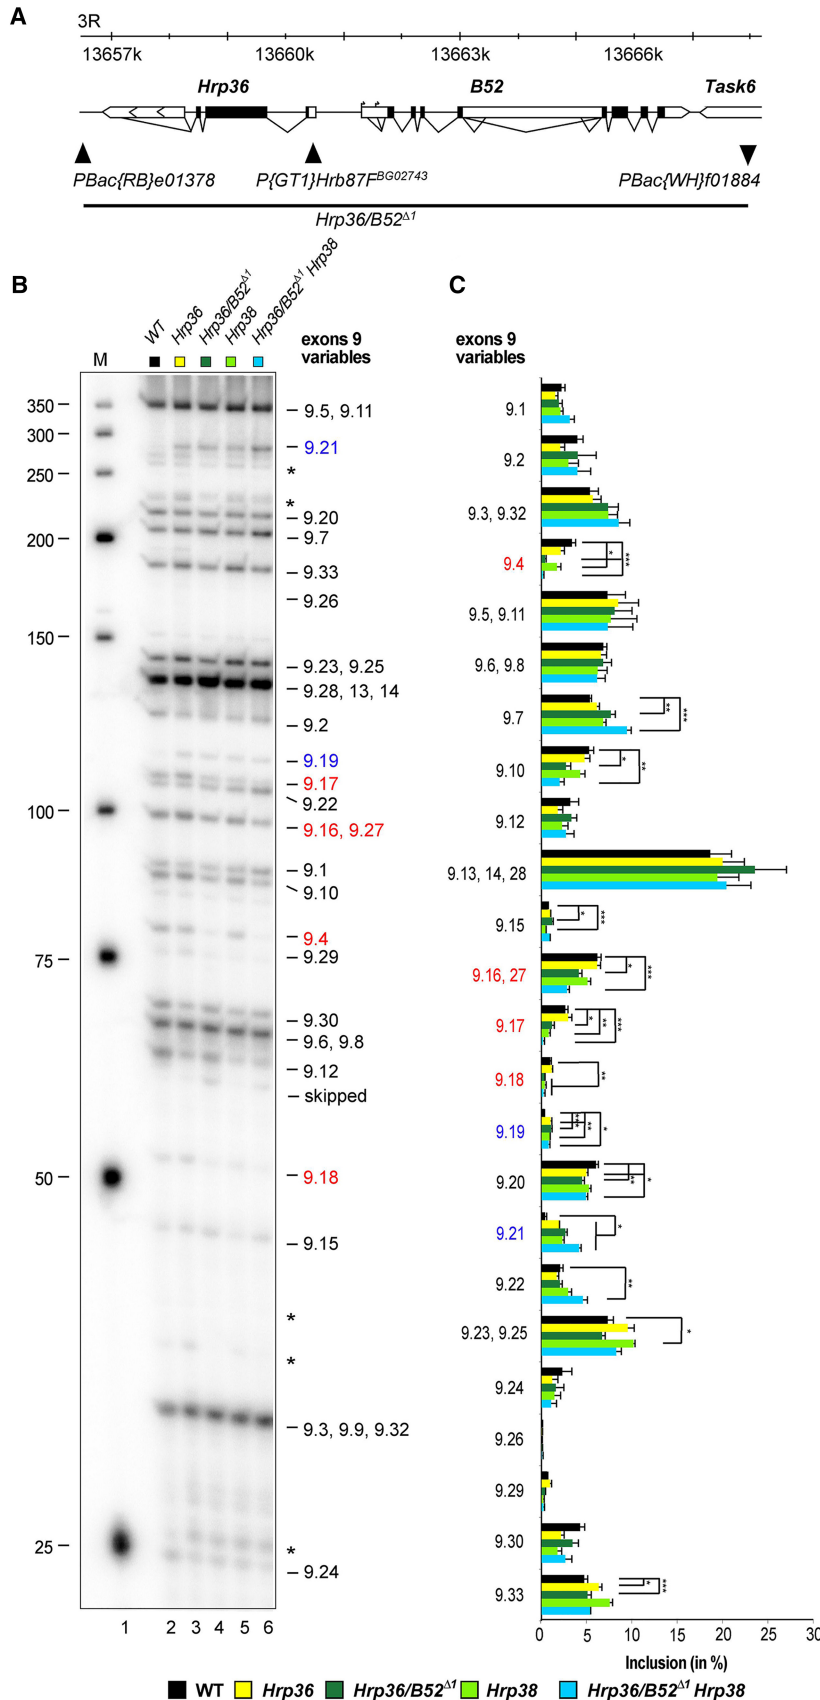 A
3R
13657k 13660k 13663k 13666k
Hrp36 B52 Task6
PBac{RB}e01378 P{GT1}Hrb87F^BG02743 PBac{WH}f01884
Hrp36/B52^Δ1
B
WT
Hrp36
Hrp36/B52^Δ1
Hrp38
Hrp36/B52^Δ1 Hrp38
exons 9
variables
M
350
300
250
200
150
100
75
50
25
9.5, 9.11
9.21
*
*
9.20
9.7
9.33
9.26
9.23, 9.25
9.28, 13, 14
9.2
9.19
9.17
9.22
9.16, 9.27
9.1
9.10
9.4
9.29
9.30
9.6, 9.8
9.12
skipped
9.18
9.15
*
*
9.3, 9.9, 9.32
*
9.24
1 2 3 4 5 6
C
exons 9
variables
9.1
9.2
9.3, 9.32
9.4 * ***
9.5, 9.11
9.6, 9.8
9.7 ** ***
9.10 * **
9.12
9.13, 14, 28
9.15 * ***
9.16, 27 * ***
9.17 * ** ***
9.18 **
9.19 *** ** *
9.20 ** *
9.21 *
9.22 **
9.23, 9.25 *
9.24
9.26
9.29
9.30
9.33 * ***
0 5 10 15 20 25 30
Inclusion (in %)
WT Hrp36 Hrp36/B52^Δ1 Hrp38 Hrp36/B52^Δ1 Hrp38